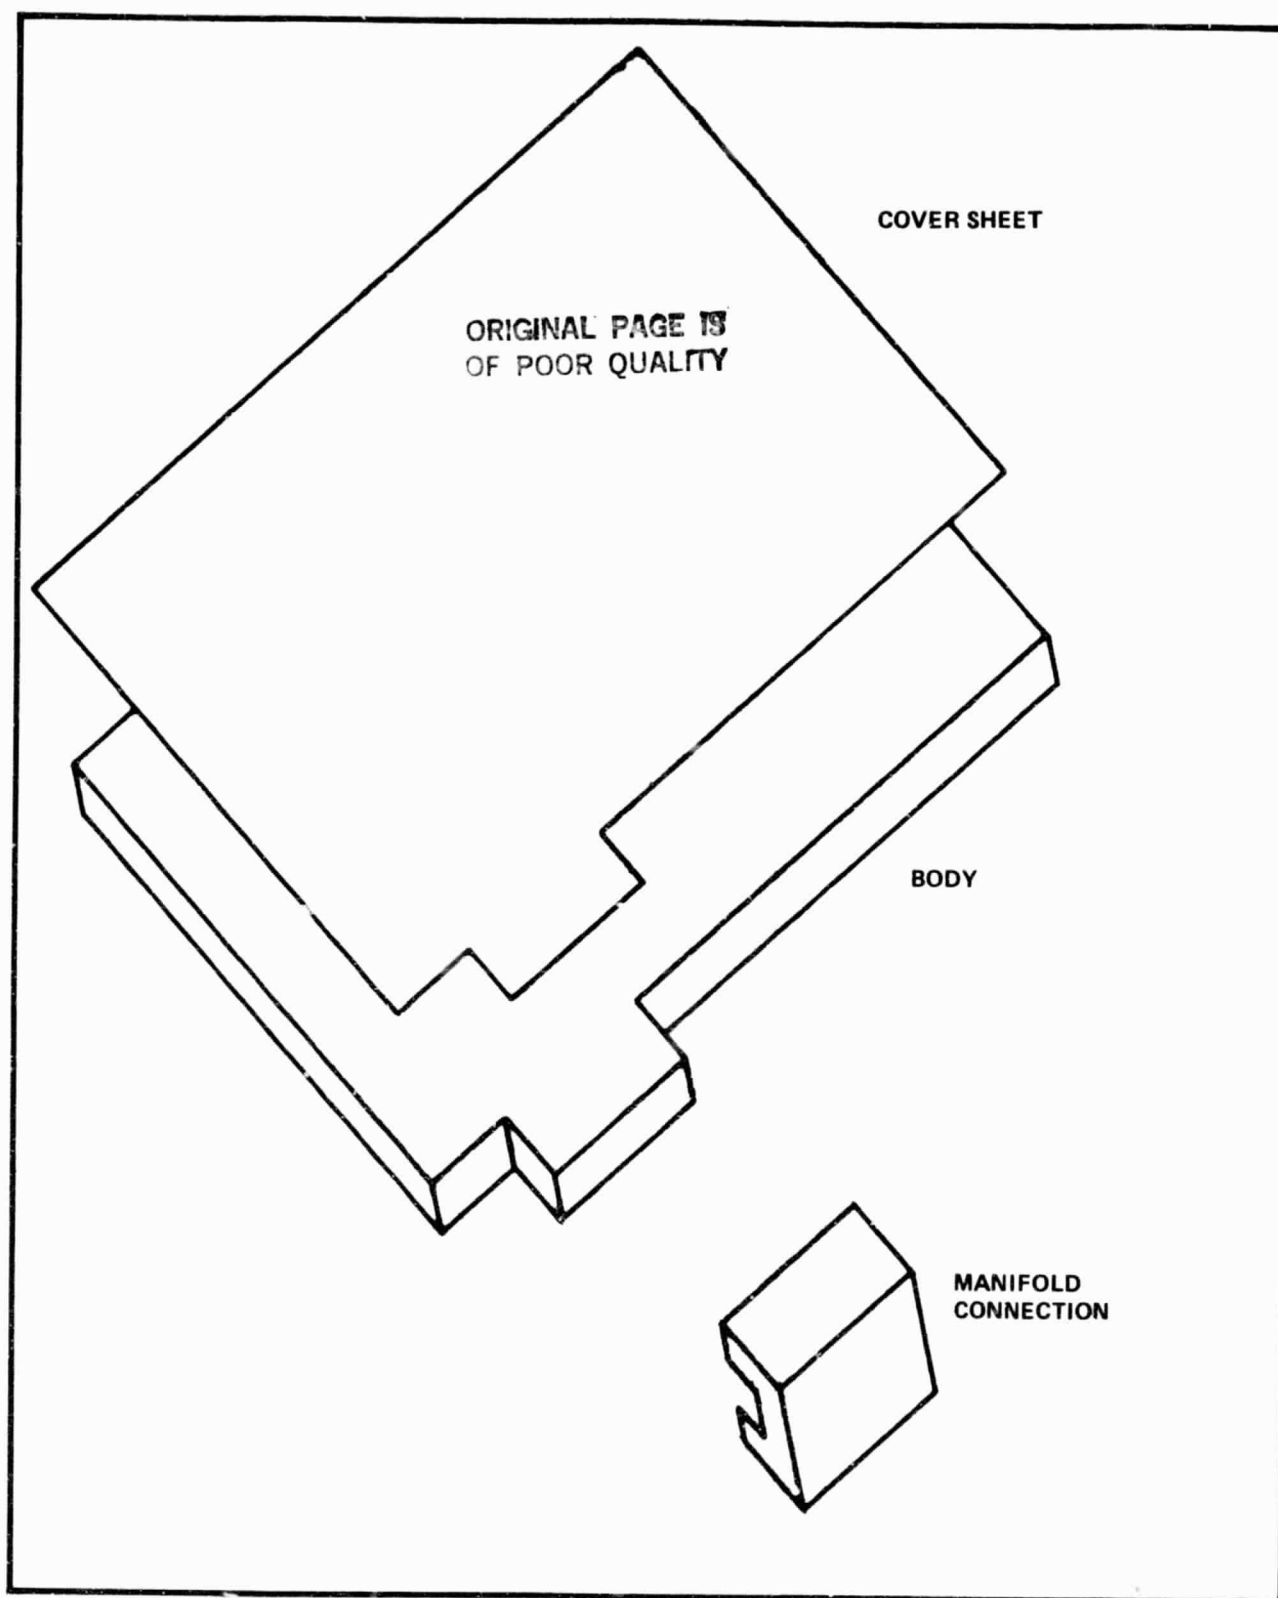 COVER SHEET
ORIGINAL PAGE IS
OF POOR QUALITY
BODY
MANIFOLD
CONNECTION